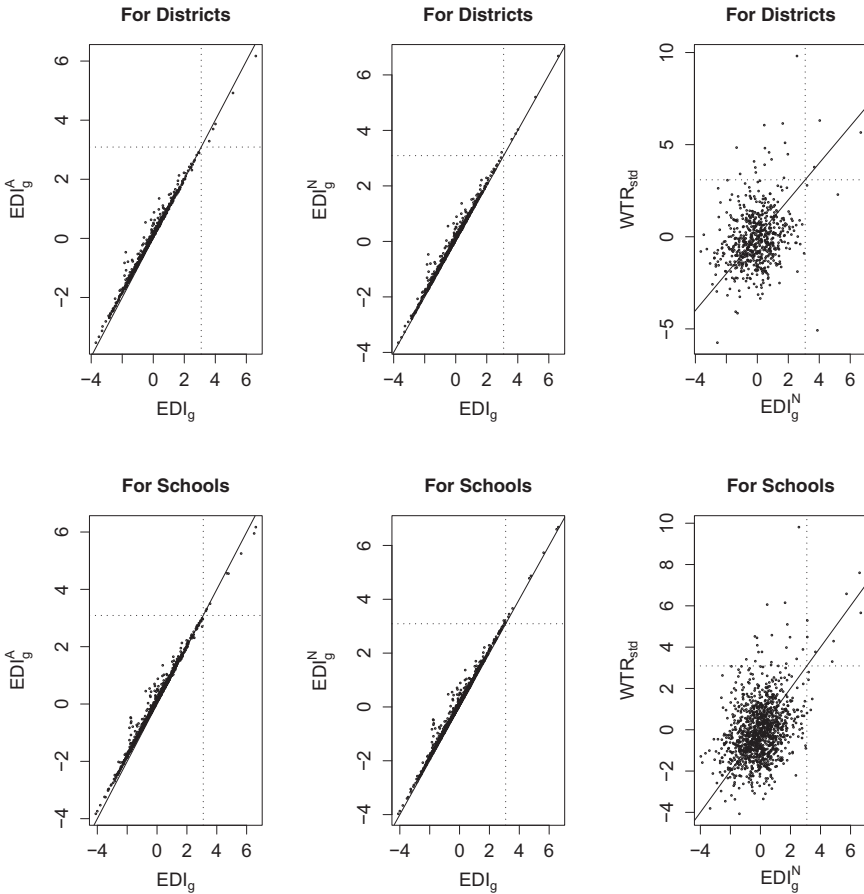 For Districts
6
4
2
0
−2
EDI_g^A
−4 0 2 4 6
EDI_g
For Districts
6
4
2
0
−2
−4
EDI_g^N
−4 0 2 4 6
EDI_g
For Districts
10
5
0
−5
WTR_std
−4 0 2 4 6
EDI_g^N
For Schools
6
4
2
0
−2
−4
EDI_g^A
−4 0 2 4 6
EDI_g
For Schools
6
4
2
0
−2
−4
EDI_g^N
−4 0 2 4 6
EDI_g
For Schools
10
8
6
4
2
0
−2
−4
WTR_std
−4 0 2 4 6
EDI_g^N